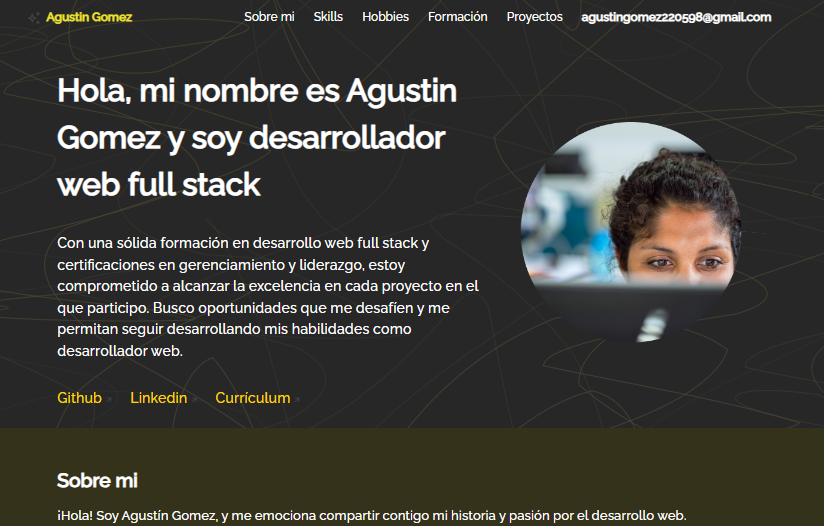 Agustin Gomez
Sobre mi
Skills
Hobbies
Formación
Proyectos
agustingomez220598@gmail.com
Hola, mi nombre es Agustin
Gomez y soy desarrollador
web full stack
Con una sólida formación en desarrollo web full stack y
certificaciones en gerenciamiento y liderazgo, estoy
comprometido a alcanzar la excelencia en cada proyecto en el
que participo. Busco oportunidades que me desafíen y me
permitan seguir desarrollando mis habilidades como
desarrollador web.
Github
Linkedin
Currículum
Sobre mi
¡Hola! Soy Agustín Gomez, y me emociona compartir contigo mi historia y pasión por el desarrollo web.